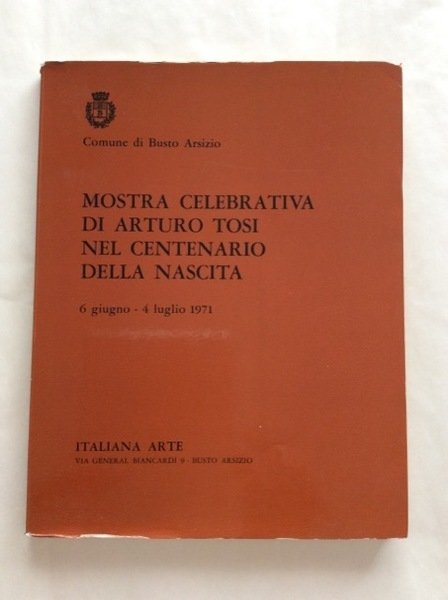 Comune di Busto Arsizio
MOSTRA CELEBRATIVA
DI ARTURO TOSI
NEL CENTENARIO
DELLA NASCITA
6 giugno - 4 luglio 1971
ITALIANA ARTE
VIA GENERAL BIANCARDI 9 - BUSTO ARSIZIO